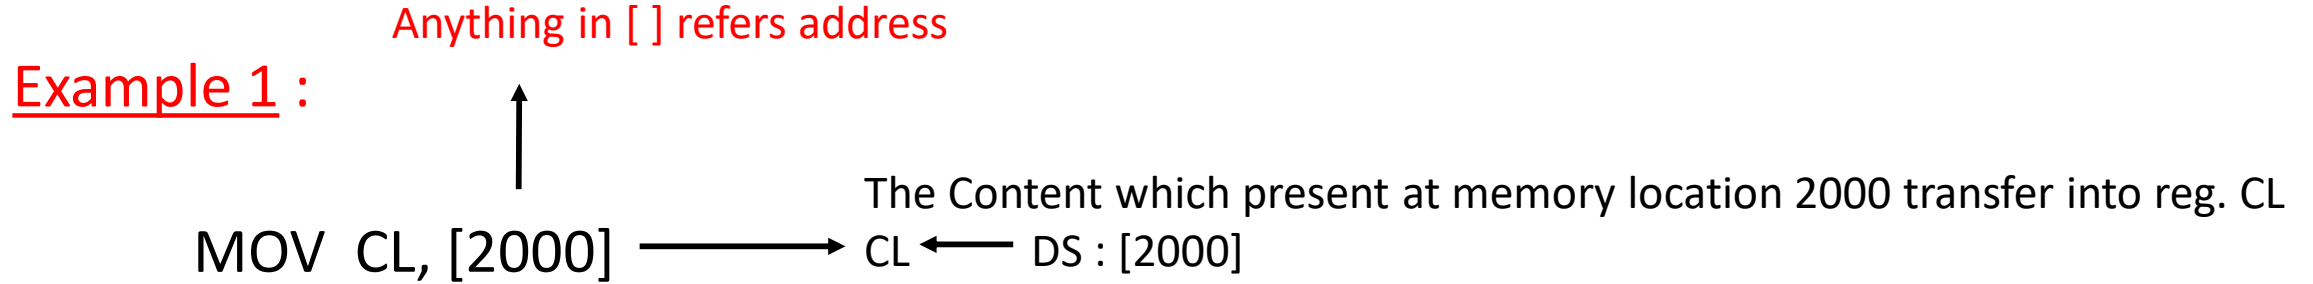 Anything in [ ] refers address
Example 1 :
The Content which present at memory location 2000 transfer into reg. CL
MOV CL, [2000]
CL DS : [2000]